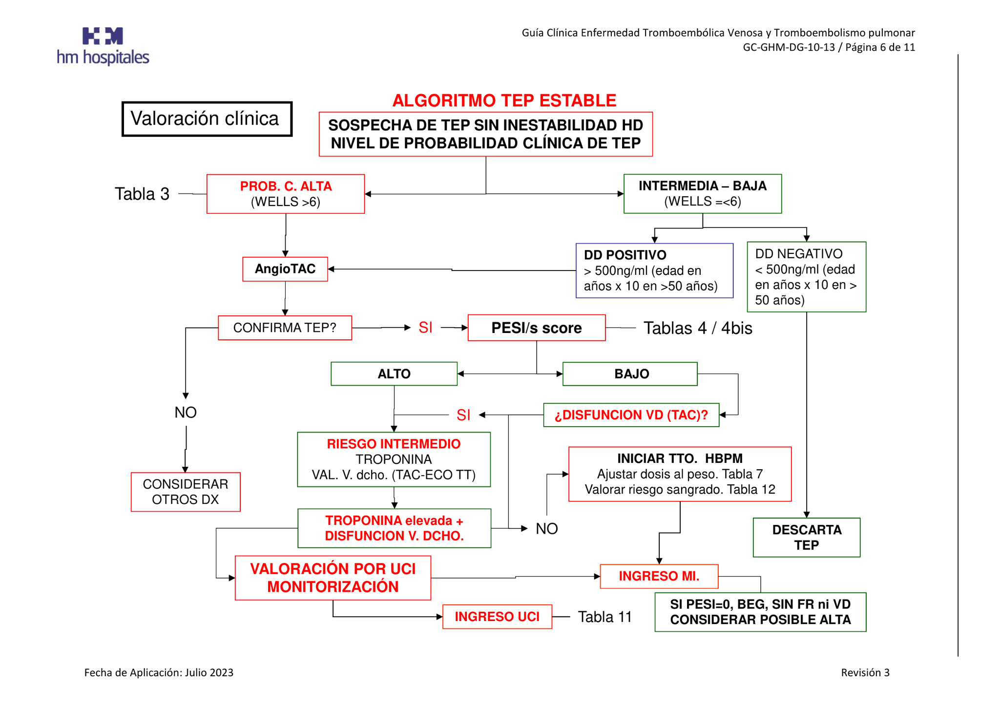 hm hospitales
Guía Clínica Enfermedad Tromboembólica Venosa y Tromboembolismo pulmonar
GC-GHM-DG-10-13 / Página 6 de 11
Valoración clínica
ALGORITMO TEP ESTABLE
SOSPECHA DE TEP SIN INESTABILIDAD HD
NIVEL DE PROBABILIDAD CLÍNICA DE TEP
Tabla 3
PROB. C. ALTA
(WELLS >6)
INTERMEDIA – BAJA
(WELLS =<6)
AngioTAC
DD POSITIVO
> 500ng/ml (edad en
años x 10 en >50 años)
DD NEGATIVO
< 500ng/ml (edad
en años x 10 en >
50 años)
CONFIRMA TEP?
SI
PESI/s score
Tablas 4 / 4bis
ALTO
BAJO
NO
SI
¿DISFUNCION VD (TAC)?
RIESGO INTERMEDIO
TROPONINA
VAL. V. dcho. (TAC-ECO TT)
INICIAR TTO.  HBPM
Ajustar dosis al peso. Tabla 7
Valorar riesgo sangrado. Tabla 12
CONSIDERAR
OTROS DX
TROPONINA elevada +
DISFUNCION V. DCHO.
NO
DESCARTA
TEP
VALORACIÓN POR UCI
MONITORIZACIÓN
INGRESO MI.
SI PESI=0, BEG, SIN FR ni VD
CONSIDERAR POSIBLE ALTA
INGRESO UCI
Tabla 11
Fecha de Aplicación: Julio 2023
Revisión 3